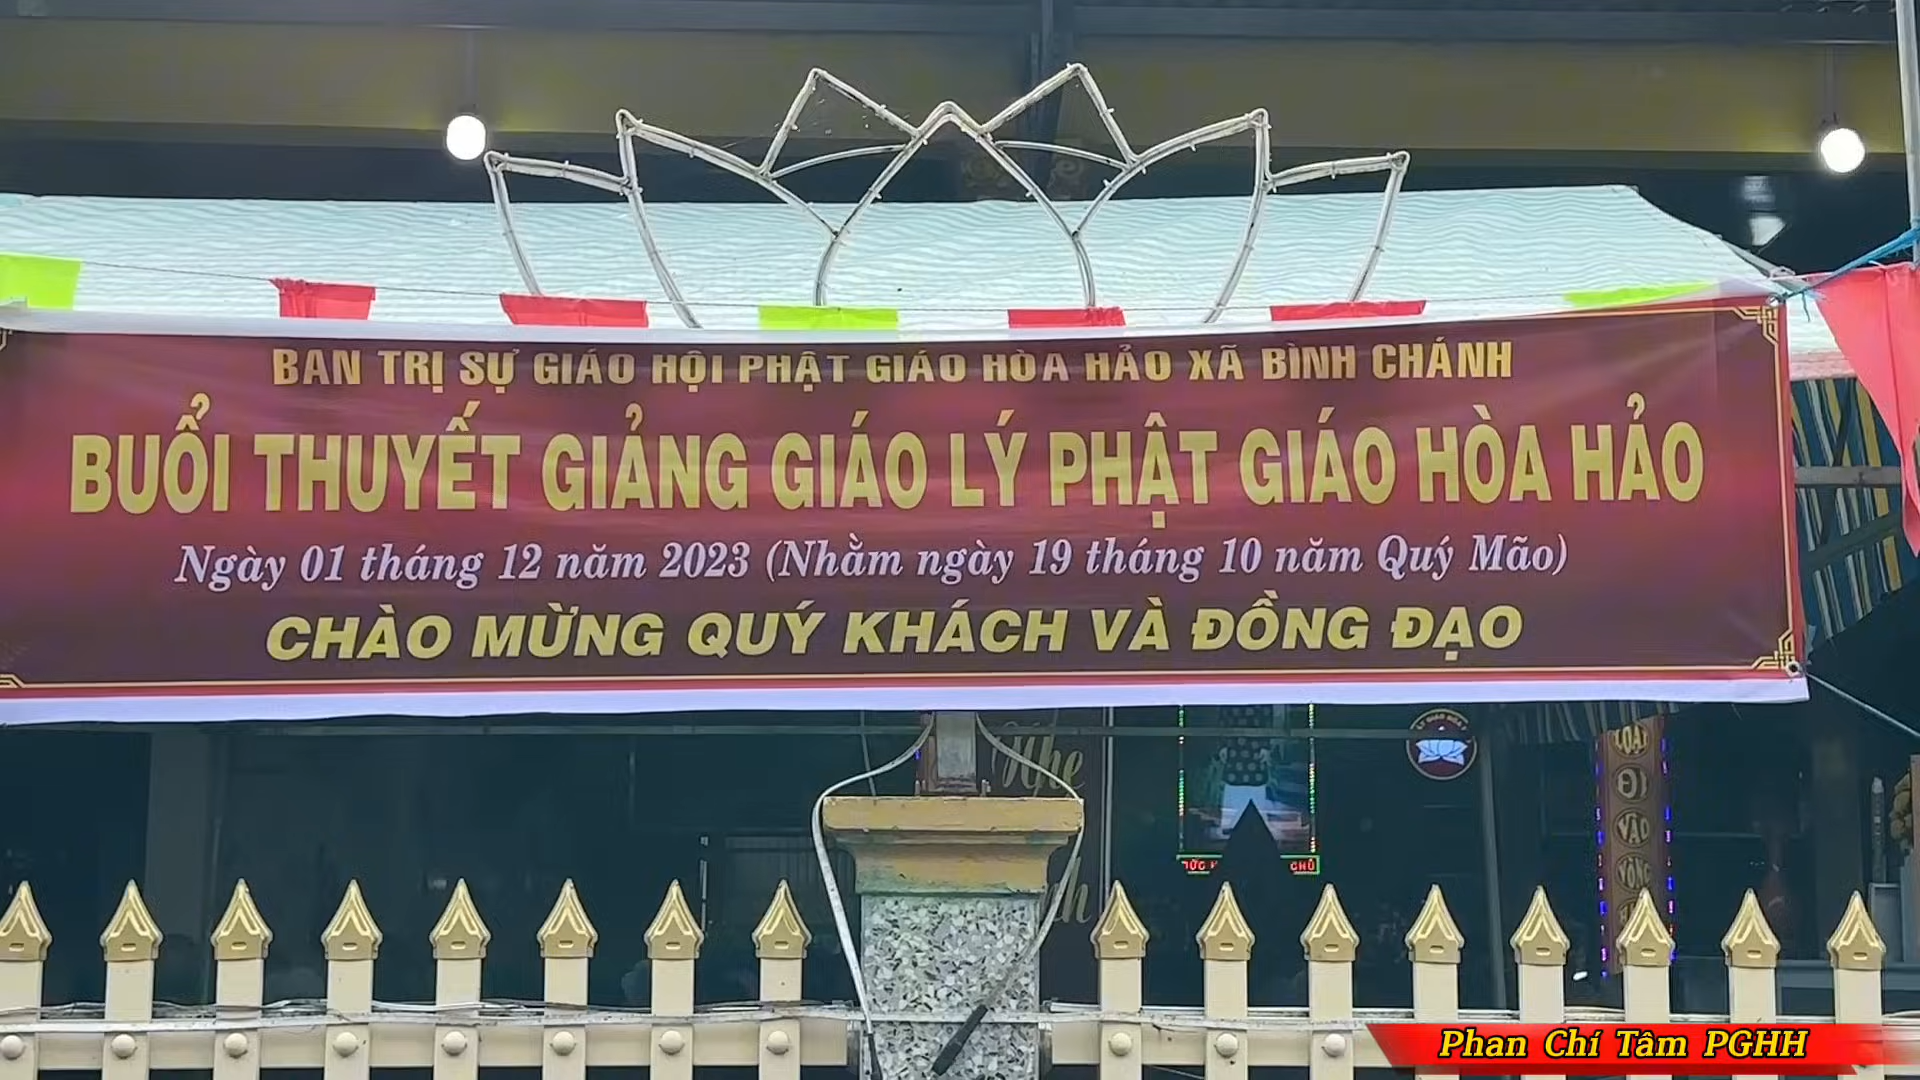 BAN TRỊ SỰ GIÁO HỘI PHẬT GIÁO HÒA HẢO XÃ BÌNH CHÁNH
BUỔI THUYẾT GIẢNG GIÁO LÝ PHẬT GIÁO HÒA HẢO
Ngày 01 tháng 12 năm 2023 (Nhằm ngày 19 tháng 10 năm Quý Mão)
CHÀO MỪNG QUÝ KHÁCH VÀ ĐỒNG ĐẠO
VÀO
CHỦ
Phan Chí Tâm PGHH